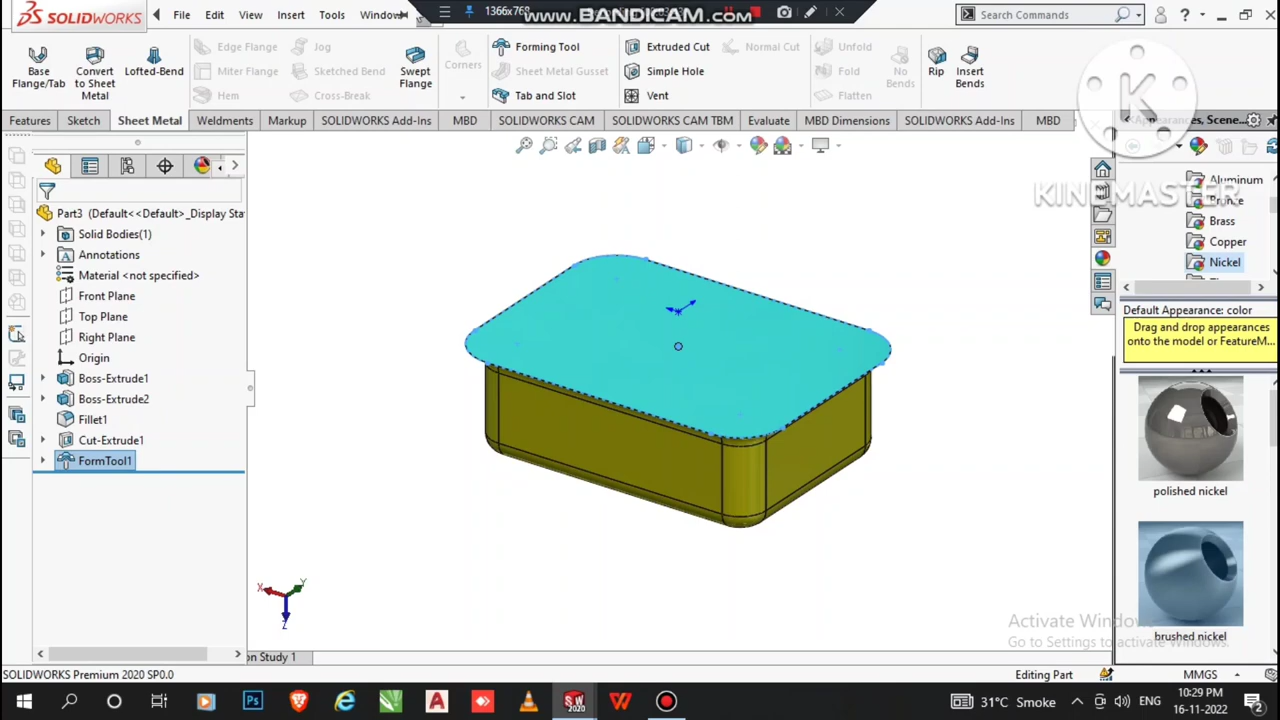 SOLIDWORKS
File
Edit
View
Insert
Tools
Window
1366x768
www.BANDICAM.com
Search Commands
Base Flange/Tab
Convert to Sheet Metal
Lofted-Bend
Edge Flange
Miter Flange
Hem
Jog
Sketched Bend
Cross-Break
Swept Flange
Corners
Forming Tool
Sheet Metal Gusset
Tab and Slot
Extruded Cut
Simple Hole
Vent
Normal Cut
Unfold
Fold
Flatten
No Bends
Rip
Insert Bends
K
KINEMASTER
Features
Sketch
Sheet Metal
Weldments
Markup
SOLIDWORKS Add-Ins
MBD
SOLIDWORKS CAM
SOLIDWORKS CAM TBM
Evaluate
MBD Dimensions
SOLIDWORKS Add-Ins
MBD
Appearances, Scene...
Part3 (Default<<Default>_Display Sta
Solid Bodies(1)
Annotations
Material <not specified>
Front Plane
Top Plane
Right Plane
Origin
Boss-Extrude1
Boss-Extrude2
Fillet1
Cut-Extrude1
FormTool1
Aluminum
Bronze
Brass
Copper
Nickel
Default Appearance: color
Drag and drop appearances
onto the model or FeatureM...
polished nickel
brushed nickel
X
Y
Z
Activate Windows
Go to Settings to activate Windows.
on Study 1
SOLIDWORKS Premium 2020 SP0.0
Editing Part
MMGS
31°C Smoke
ENG
10:29 PM
16-11-2022
2